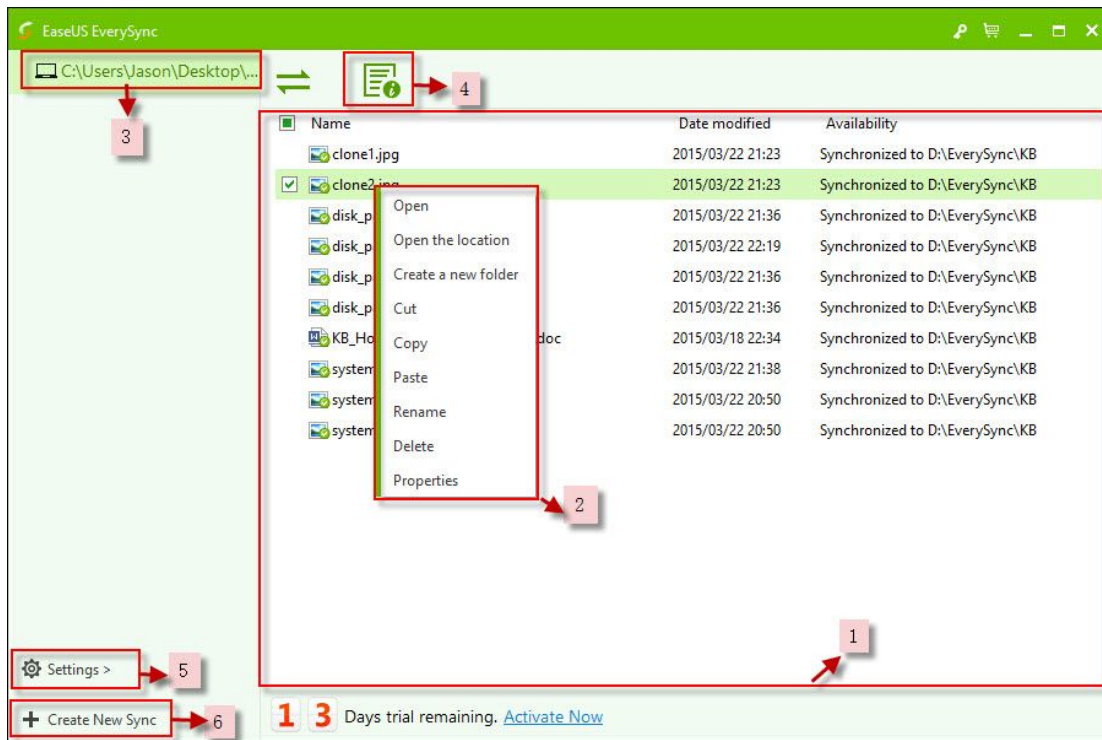 EaseUS EverySync
C:\Users\Jason\Desktop\...
4
3
Name Date modified Availability
clone1.jpg 2015/03/22 21:23 Synchronized to D:\EverySync\KB
clone2.jpg 2015/03/22 21:23 Synchronized to D:\EverySync\KB
disk_p 2015/03/22 21:36 Synchronized to D:\EverySync\KB
disk_p 2015/03/22 22:19 Synchronized to D:\EverySync\KB
disk_p 2015/03/22 21:36 Synchronized to D:\EverySync\KB
disk_p 2015/03/22 21:36 Synchronized to D:\EverySync\KB
KB_Ho doc 2015/03/18 22:34 Synchronized to D:\EverySync\KB
system 2015/03/22 21:38 Synchronized to D:\EverySync\KB
system 2015/03/22 20:50 Synchronized to D:\EverySync\KB
system 2015/03/22 20:50 Synchronized to D:\EverySync\KB
Open
Open the location
Create a new folder
Cut
Copy
Paste
Rename
Delete
Properties
2
1
Settings >
5
Create New Sync
6
1 3 Days trial remaining. Activate Now